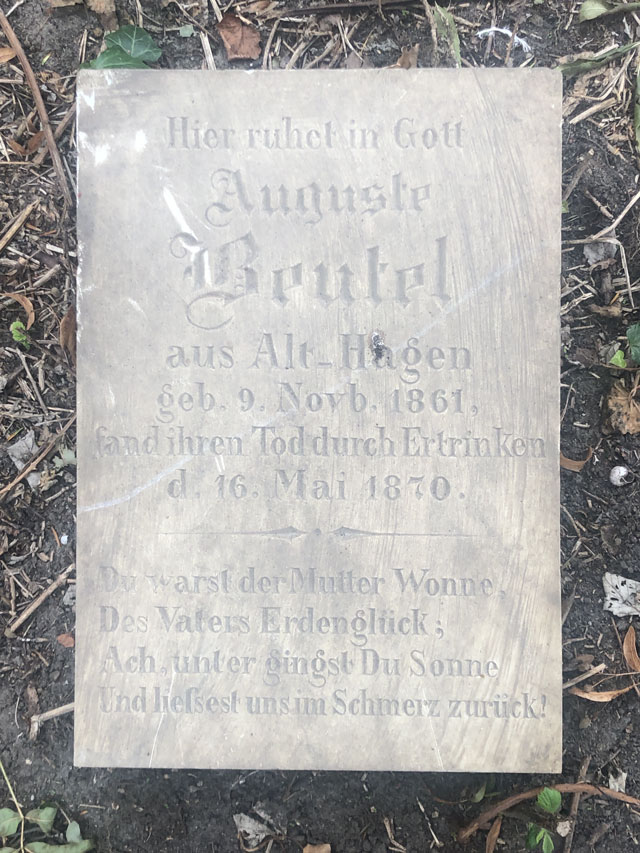 Hier ruhet in Gott
Auguste
Beutel
aus Alt-Hagen
geb. 9. Novb. 1861,
fand ihren Tod durch Ertrinken
d. 16. Mai 1870.
Du warst der Mutter Wonne,
Des Vaters Erdenglück;
Ach, unter gingst Du Sonne
Und liefsest uns im Schmerz zurück!